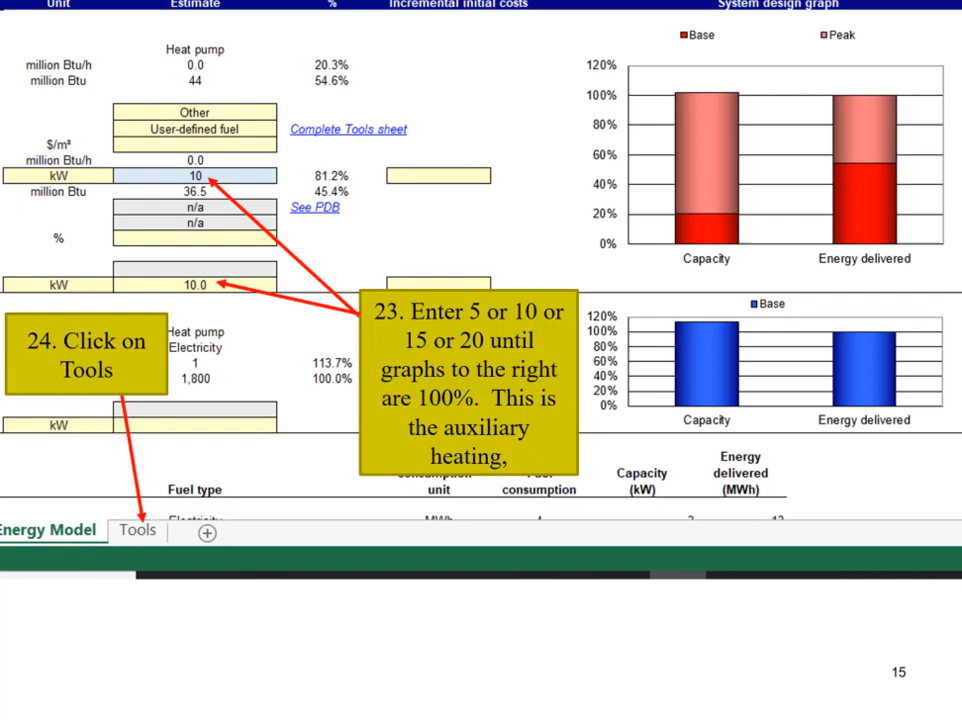 Unit Estimate % Incremental initial costs System design graph
Heat pump
million Btu/h 0.0 20.3%
million Btu 44 54.6%
Other
User-defined fuel Complete Tools sheet
$/m³
million Btu/h 0.0
kW 10 81.2%
million Btu 36.5 45.4%
n/a See PDB
n/a
%
kW 10.0
Base Peak
120%
100%
80%
60%
40%
20%
0%
Capacity Energy delivered
24. Click on
Tools
23. Enter 5 or 10 or
15 or 20 until
graphs to the right
are 100%. This is
the auxiliary
heating,
Heat pump
Electricity
1 113.7%
1,800 100.0%
kW
Base
120%
100%
80%
60%
40%
20%
0%
Capacity Energy delivered
Fuel type
unit
consumption
Capacity
(kW)
Energy
delivered
(MWh)
Energy Model Tools
15